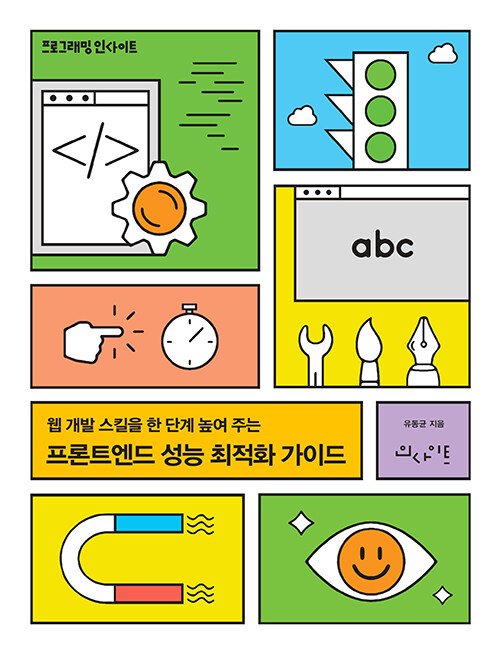 프로그래밍 인사이트
</>
abc
웹 개발 스킬을 한 단계 높여 주는
프론트엔드 성능 최적화 가이드
유동균 지음
인사이트